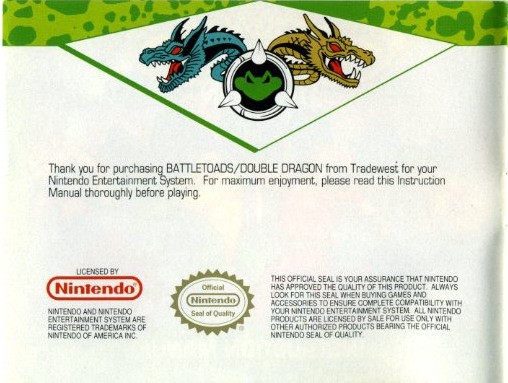 Thank you for purchasing BATTLETOADS/DOUBLE DRAGON from Tradewest for your
Nintendo Entertainment System. For maximum enjoyment, please read this Instruction
Manual thoroughly before playing.
LICENSED BY
Nintendo®
NINTENDO AND NINTENDO
ENTERTAINMENT SYSTEM ARE
REGISTERED TRADEMARKS OF
NINTENDO OF AMERICA INC.
Official
Nintendo
Seal of Quality
®
THIS OFFICIAL SEAL IS YOUR ASSURANCE THAT NINTENDO
HAS APPROVED THE QUALITY OF THIS PRODUCT. ALWAYS
LOOK FOR THIS SEAL WHEN BUYING GAMES AND
ACCESSORIES TO ENSURE COMPLETE COMPATIBILITY WITH
YOUR NINTENDO ENTERTAINMENT SYSTEM. ALL NINTENDO
PRODUCTS ARE LICENSED BY SALE FOR USE ONLY WITH
OTHER AUTHORIZED PRODUCTS BEARING THE OFFICIAL
NINTENDO SEAL OF QUALITY.